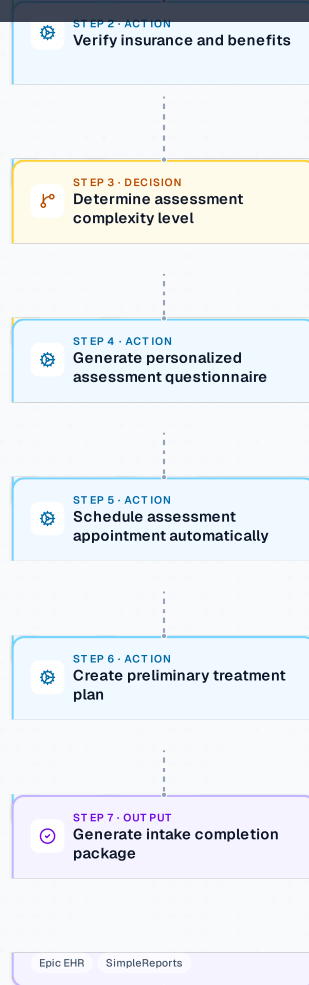 STEP 2 · ACTION
Verify insurance and benefits
STEP 3 · DECISION
Determine assessment
complexity level
STEP 4 · ACTION
Generate personalized
assessment questionnaire
STEP 5 · ACTION
Schedule assessment
appointment automatically
STEP 6 · ACTION
Create preliminary treatment
plan
STEP 7 · OUTPUT
Generate intake completion
package
Epic EHR SimpleReports